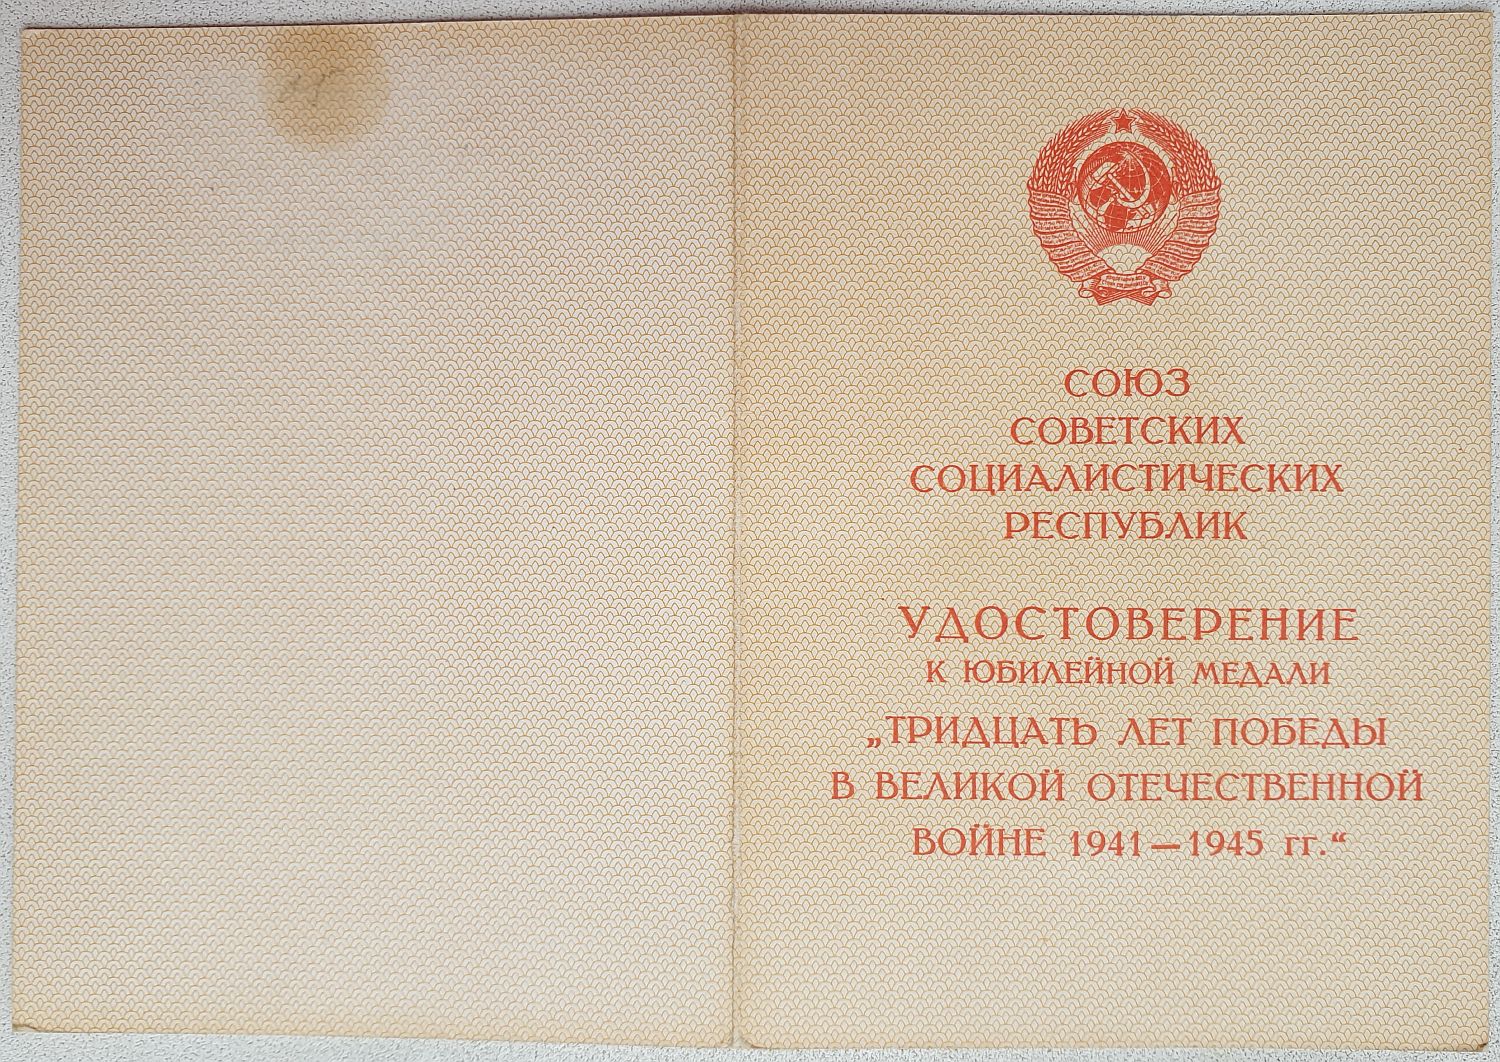 СОЮЗ
СОВЕТСКИХ
СОЦИАЛИСТИЧЕСКИХ
РЕСПУБЛИК
УДОСТОВЕРЕНИЕ
К ЮБИЛЕЙНОЙ МЕДАЛИ
„ТРИДЦАТЬ ЛЕТ ПОБЕДЫ
В ВЕЛИКОЙ ОТЕЧЕСТВЕННОЙ
ВОЙНЕ 1941—1945 гг.“